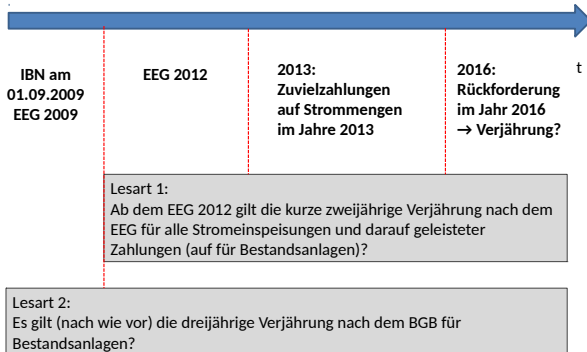 IBN am
01.09.2009
EEG 2009
EEG 2012
2013:
Zuvielzahlungen
auf Strommengen
im Jahre 2013
2016:
Rückforderung
im Jahr 2016
→ Verjährung?
t
Lesart 1:
Ab dem EEG 2012 gilt die kurze zweijährige Verjährung nach dem
EEG für alle Stromeinspeisungen und darauf geleisteter
Zahlungen (auf für Bestandsanlagen)?
Lesart 2:
Es gilt (nach wie vor) die dreijährige Verjährung nach dem BGB für
Bestandsanlagen?